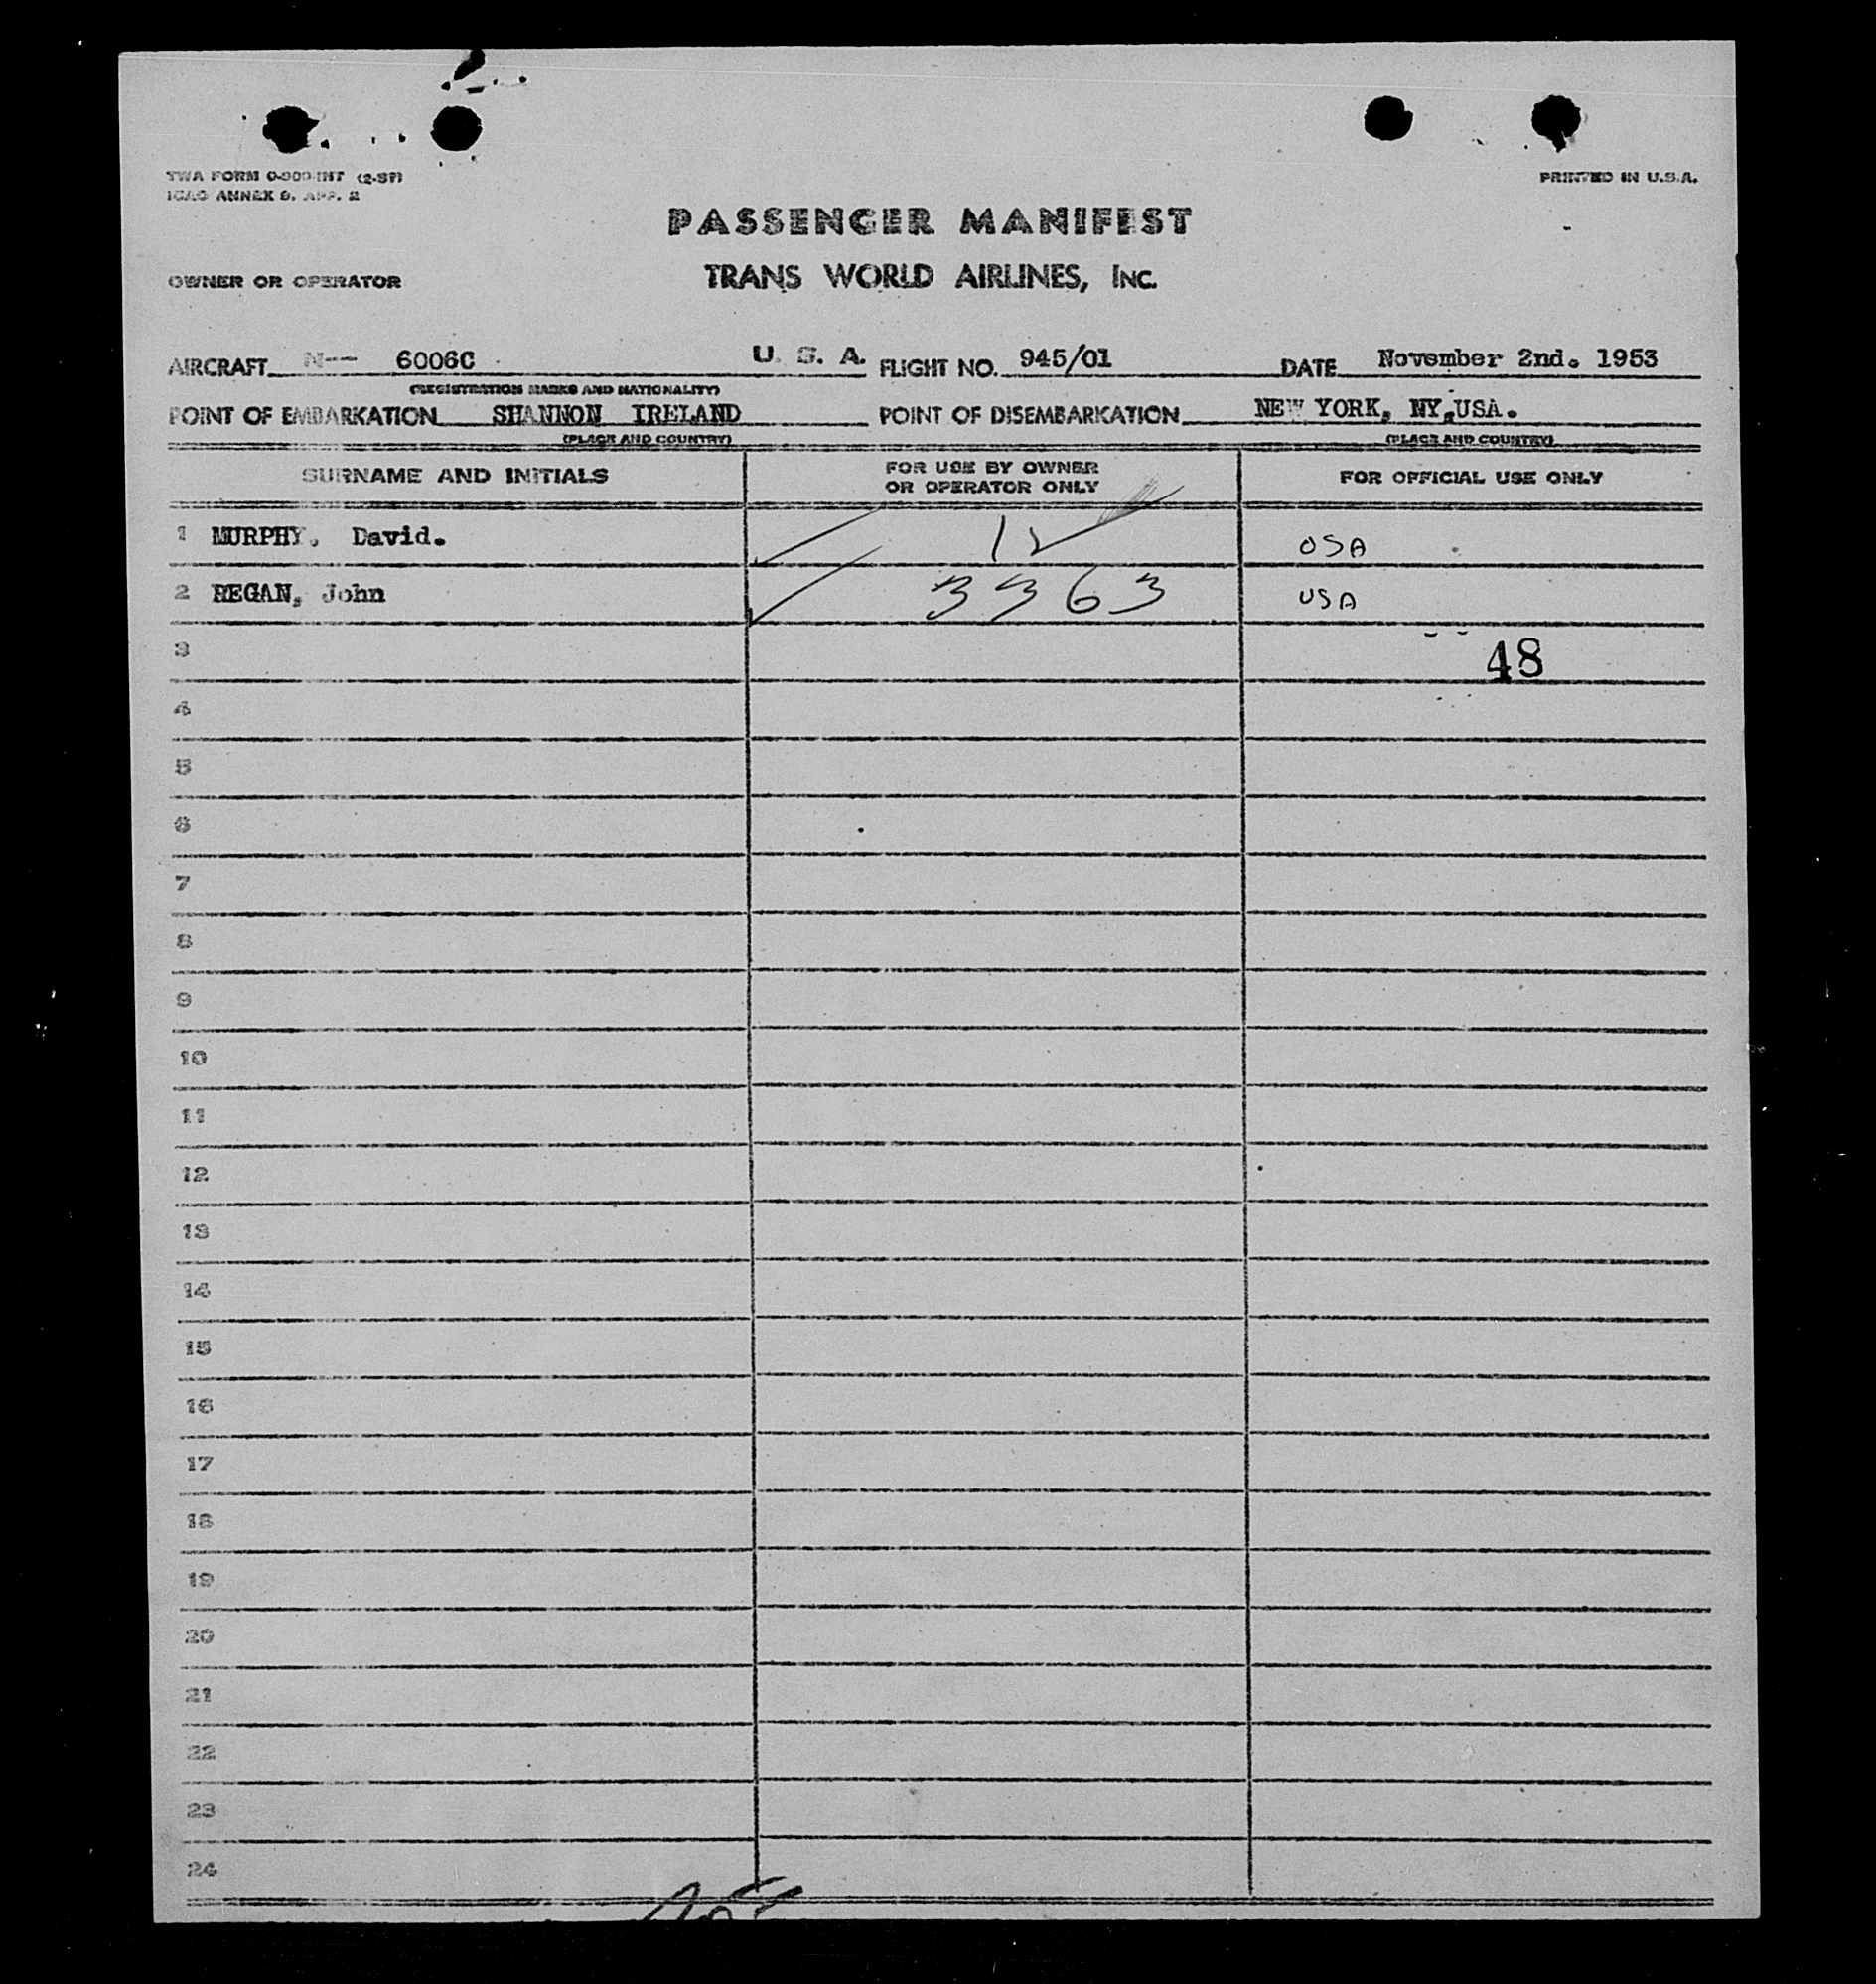 TWA FORM 0-900-INT (2-51)
ICAO ANNEX 9, APP. 2
PRINTED IN U.S.A.
PASSENGER MANIFEST
OWNER OR OPERATOR TRANS WORLD AIRLINES, INC.
AIRCRAFT N-- 6006C U. S. A. FLIGHT NO. 945/01 DATE November 2nd. 1953
(REGISTRATION MARKS AND NATIONALITY)
POINT OF EMBARKATION SHANNON IRELAND POINT OF DISEMBARKATION NEW YORK, NY,USA.
(PLACE AND COUNTRY) (PLACE AND COUNTRY)
SURNAME AND INITIALS FOR USE BY OWNER OR OPERATOR ONLY FOR OFFICIAL USE ONLY
1 MURPHY, David. 12 USA
2 REGAN, John 3363 USA
3 48
4
5
6
7
8
9
10
11
12
13
14
15
16
17
18
19
20
21
22
23
24